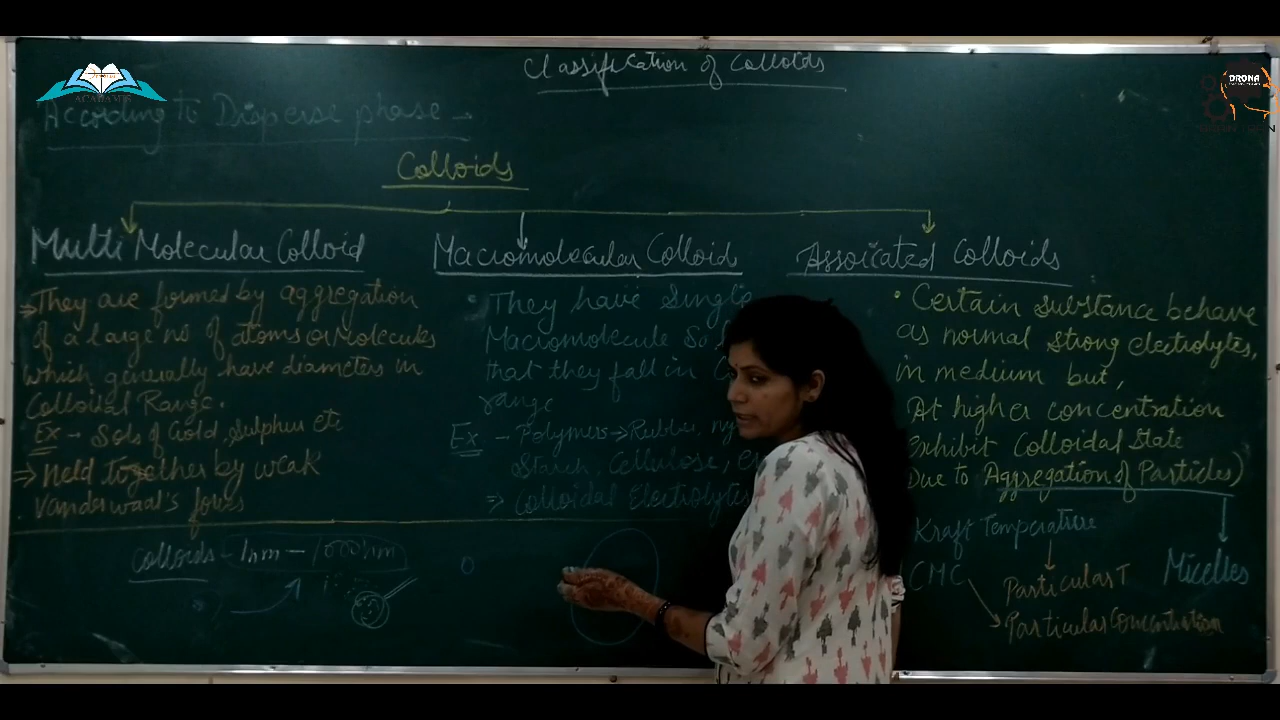 Classification of Colloids
ACADAMIS
DRONA
According to Disperse phase -
Colloids
Multi Molecular Colloid
⇒ They are formed by aggregation
of a large no of atoms or Molecules
which generally have diameters in
Colloidal Range.
Ex - Sols of Gold, Sulphur etc
⇒ held together by weak
Vanderwaal's forces
Macromolecular Colloid
• They have Single
Macromolecule So
that they fall in
range
Ex - Polymers → Rubber, ny
Starch, Cellulose,
⇒ Colloidal Electrolytes
Assoicated Colloids
• Certain substance behave
as normal strong electrolytes,
in medium but,
At higher concentration
Exhibit Colloidal State
Due to Aggregation of Particles)
Micelles
Kraft Temperature
Particular T
CMC
Particular Concentration
Colloids - 1nm - 1000nm